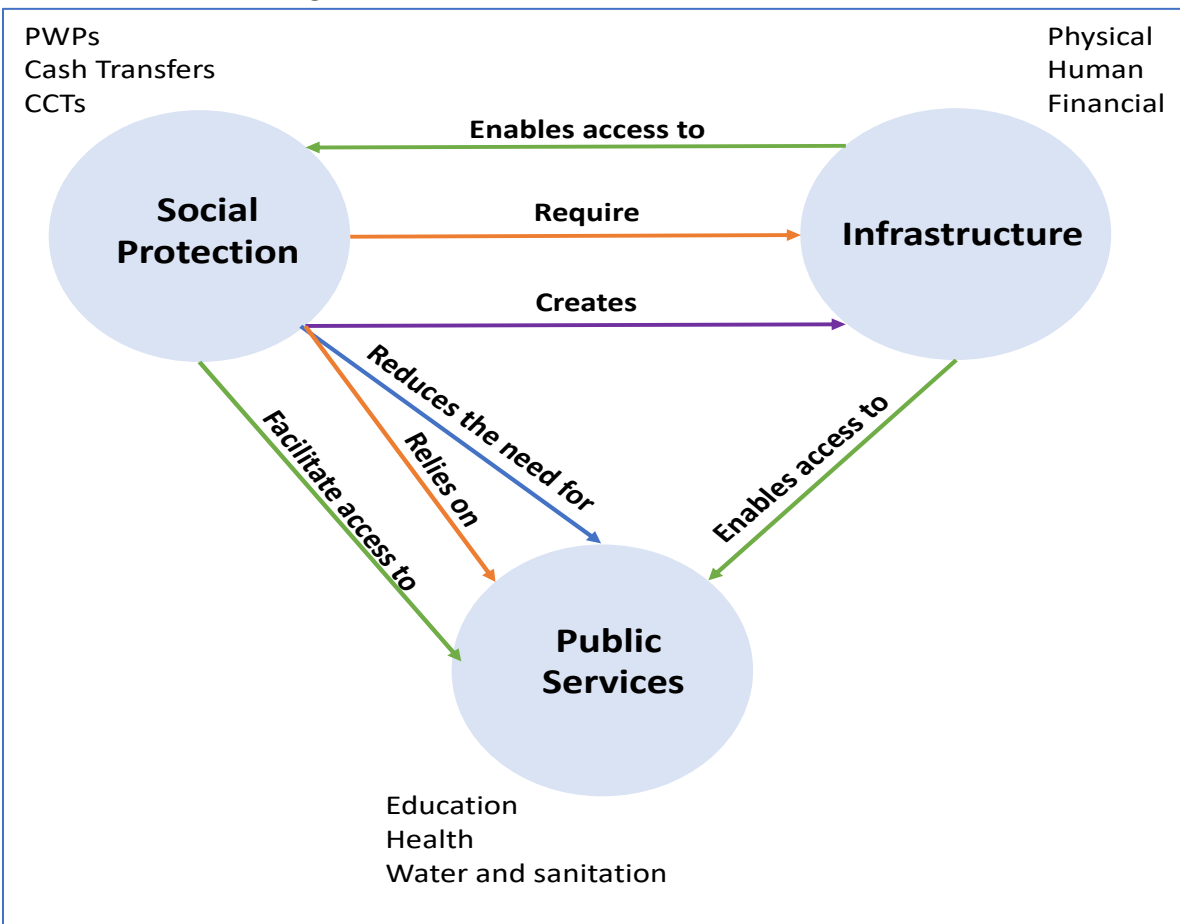 PWPs
Cash Transfers
CCTs
Physical
Human
Financial
Enables access to
Social
Protection
Require
Infrastructure
Creates
Reduces the need for
Relies on
Facilitate access to
Enables access to
Public
Services
Education
Health
Water and sanitation